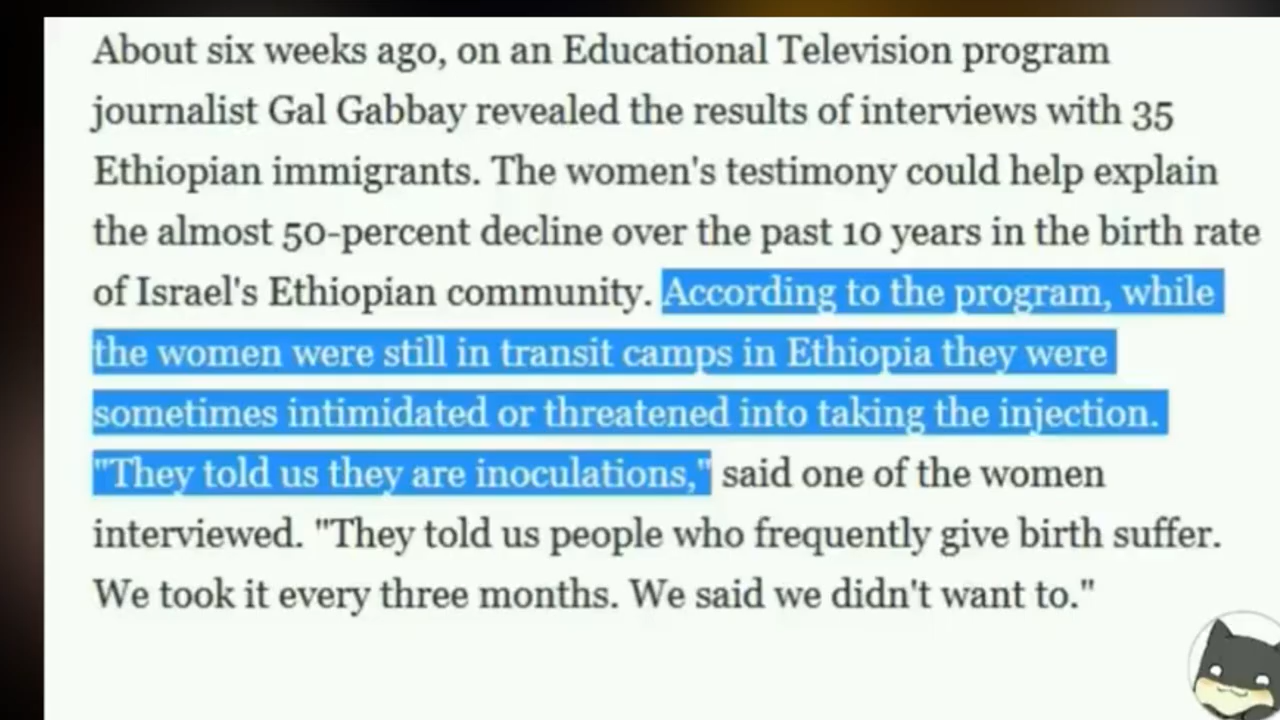 About six weeks ago, on an Educational Television program
journalist Gal Gabbay revealed the results of interviews with 35
Ethiopian immigrants. The women's testimony could help explain
the almost 50-percent decline over the past 10 years in the birth rate
of Israel's Ethiopian community. According to the program, while
the women were still in transit camps in Ethiopia they were
sometimes intimidated or threatened into taking the injection.
"They told us they are inoculations," said one of the women
interviewed. "They told us people who frequently give birth suffer.
We took it every three months. We said we didn't want to."